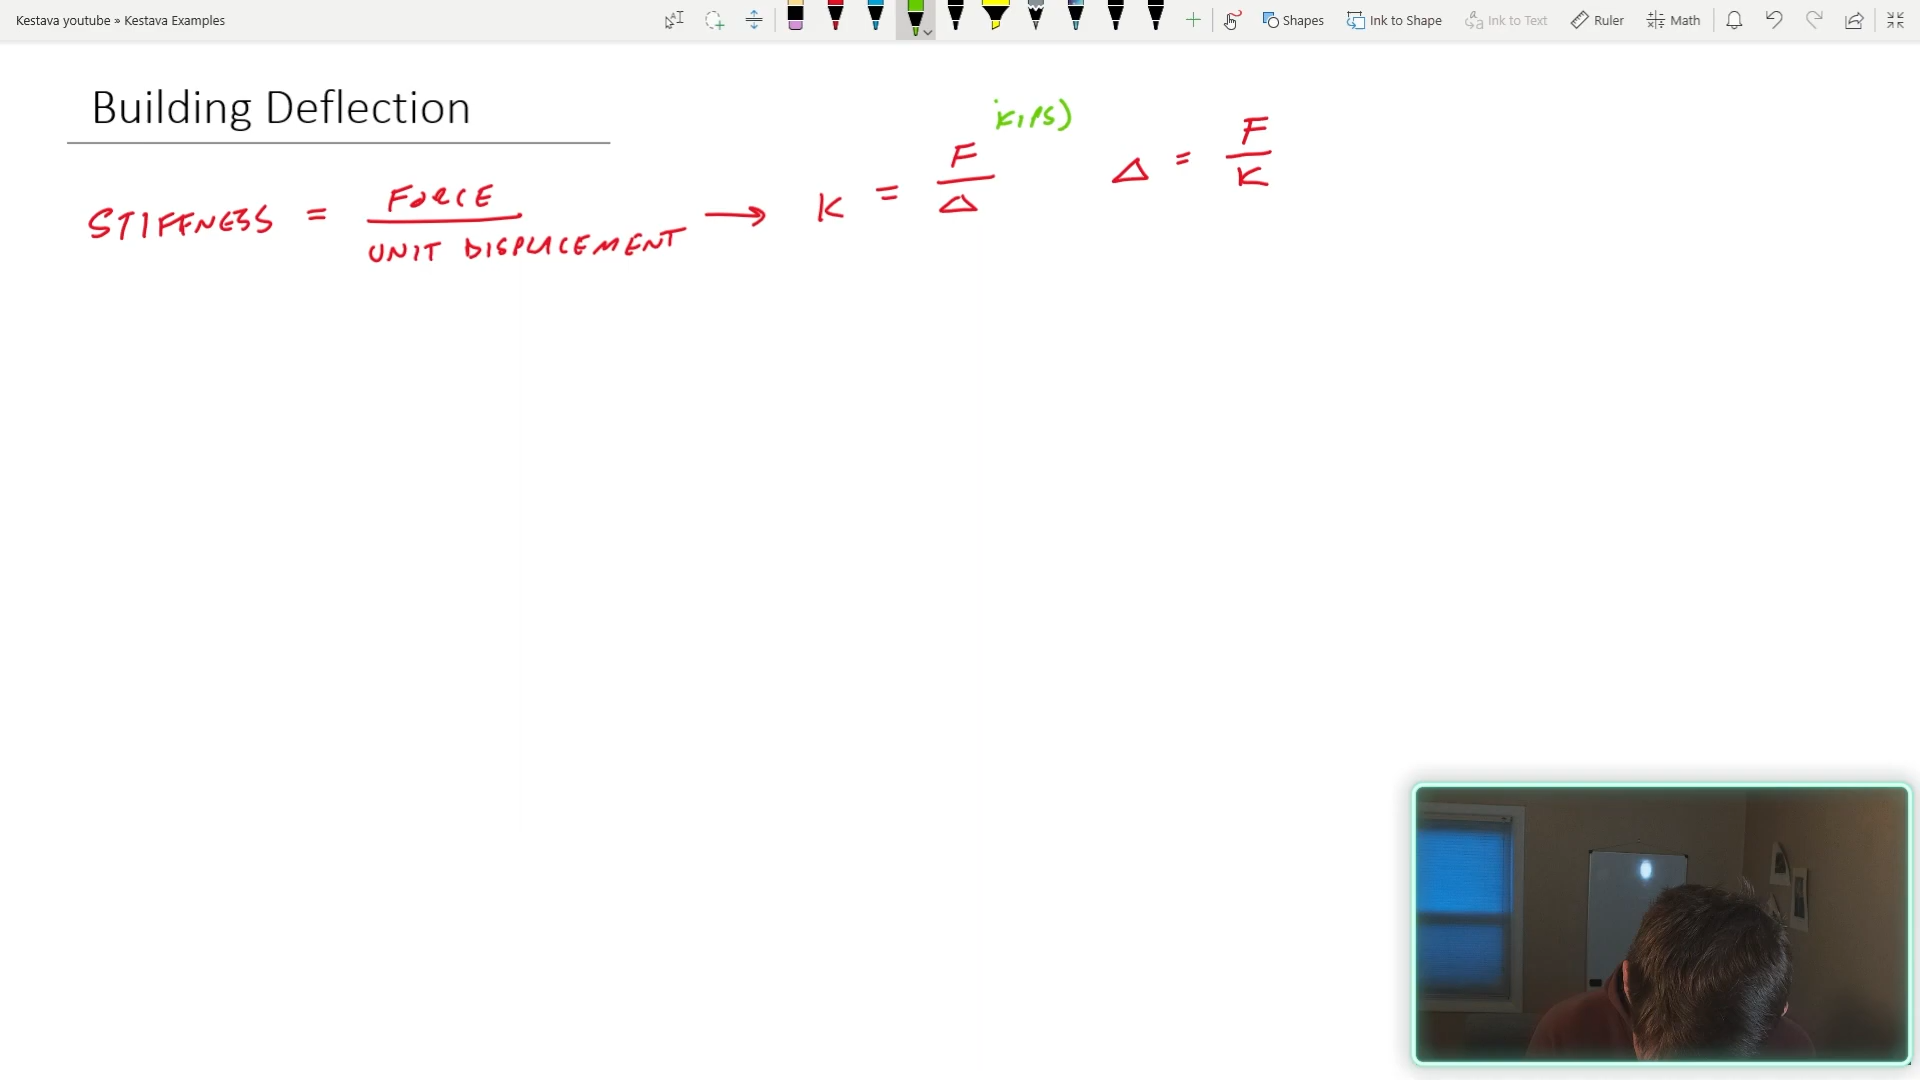 Kestava youtube » Kestava Examples
Shapes
Ink to Shape
Ink to Text
Ruler
Math
Building Deflection
STIFFNESS = FORCE / UNIT DISPLACEMENT → K = F / Δ
KIPS)
Δ = F / K